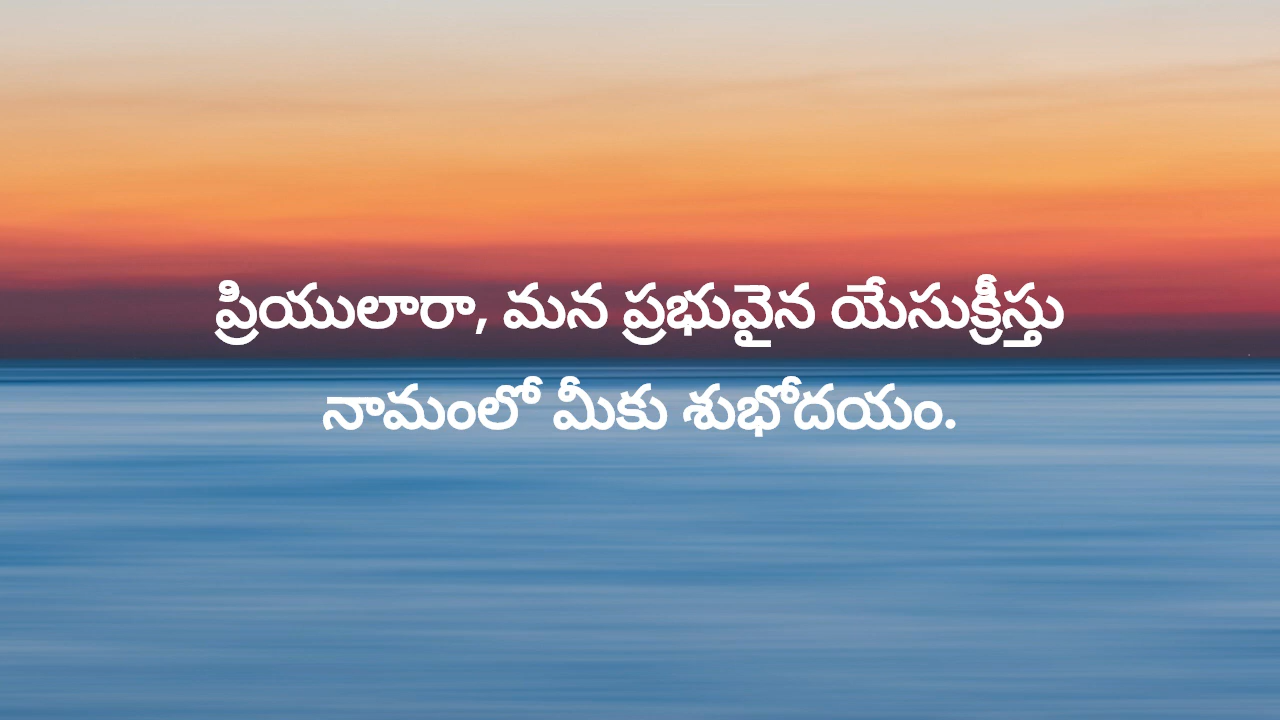 ప్రియులారా, మన ప్రభువైన యేసుక్రీస్తు
నామంలో మీకు శుభోదయం.